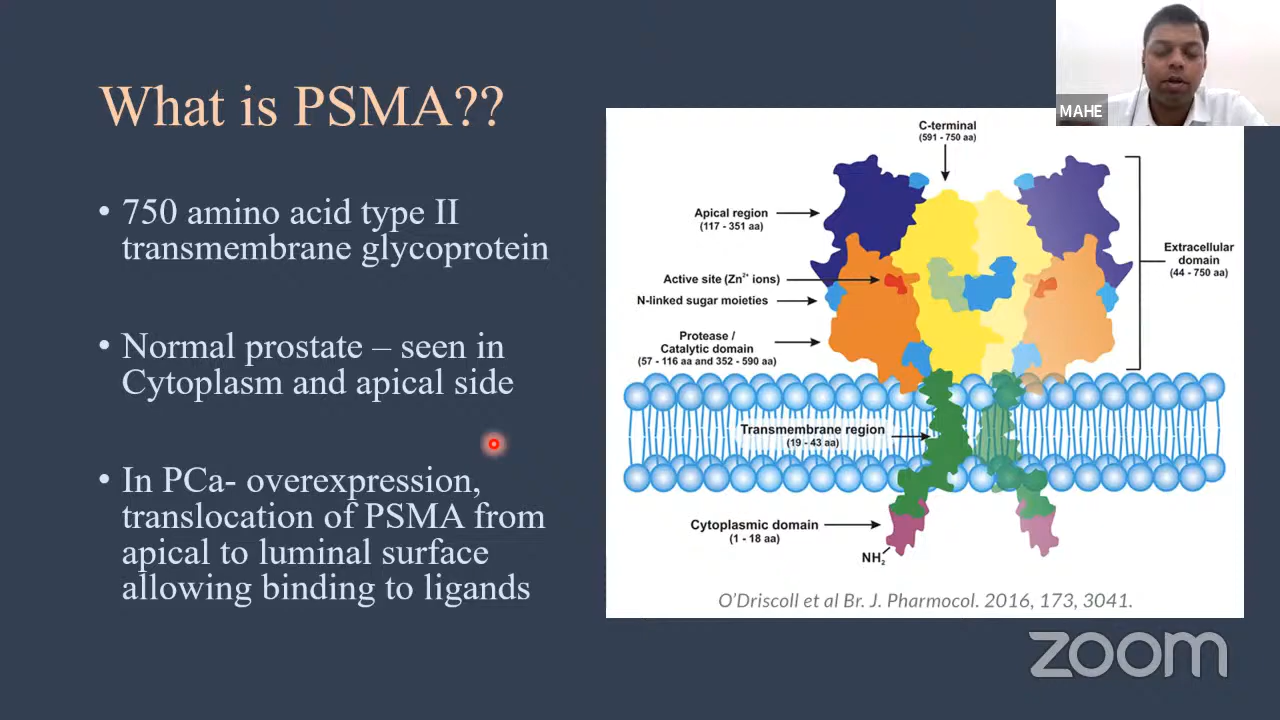 What is PSMA??
• 750 amino acid type II
transmembrane glycoprotein
• Normal prostate – seen in
Cytoplasm and apical side
• In PCa- overexpression,
translocation of PSMA from
apical to luminal surface
allowing binding to ligands
MAHE
C-terminal
(591 - 750 aa)
Apical region
(117 - 351 aa)
Active site (Zn²⁺ ions)
N-linked sugar moieties
Protease /
Catalytic domain
(57 - 116 aa and 352 - 590 aa)
Extracellular
domain
(44 - 750 aa)
Transmembrane region
(19 - 43 aa)
Cytoplasmic domain
(1 - 18 aa)
NH₂
O’Driscoll et al Br. J. Pharmocol. 2016, 173, 3041.
zoom